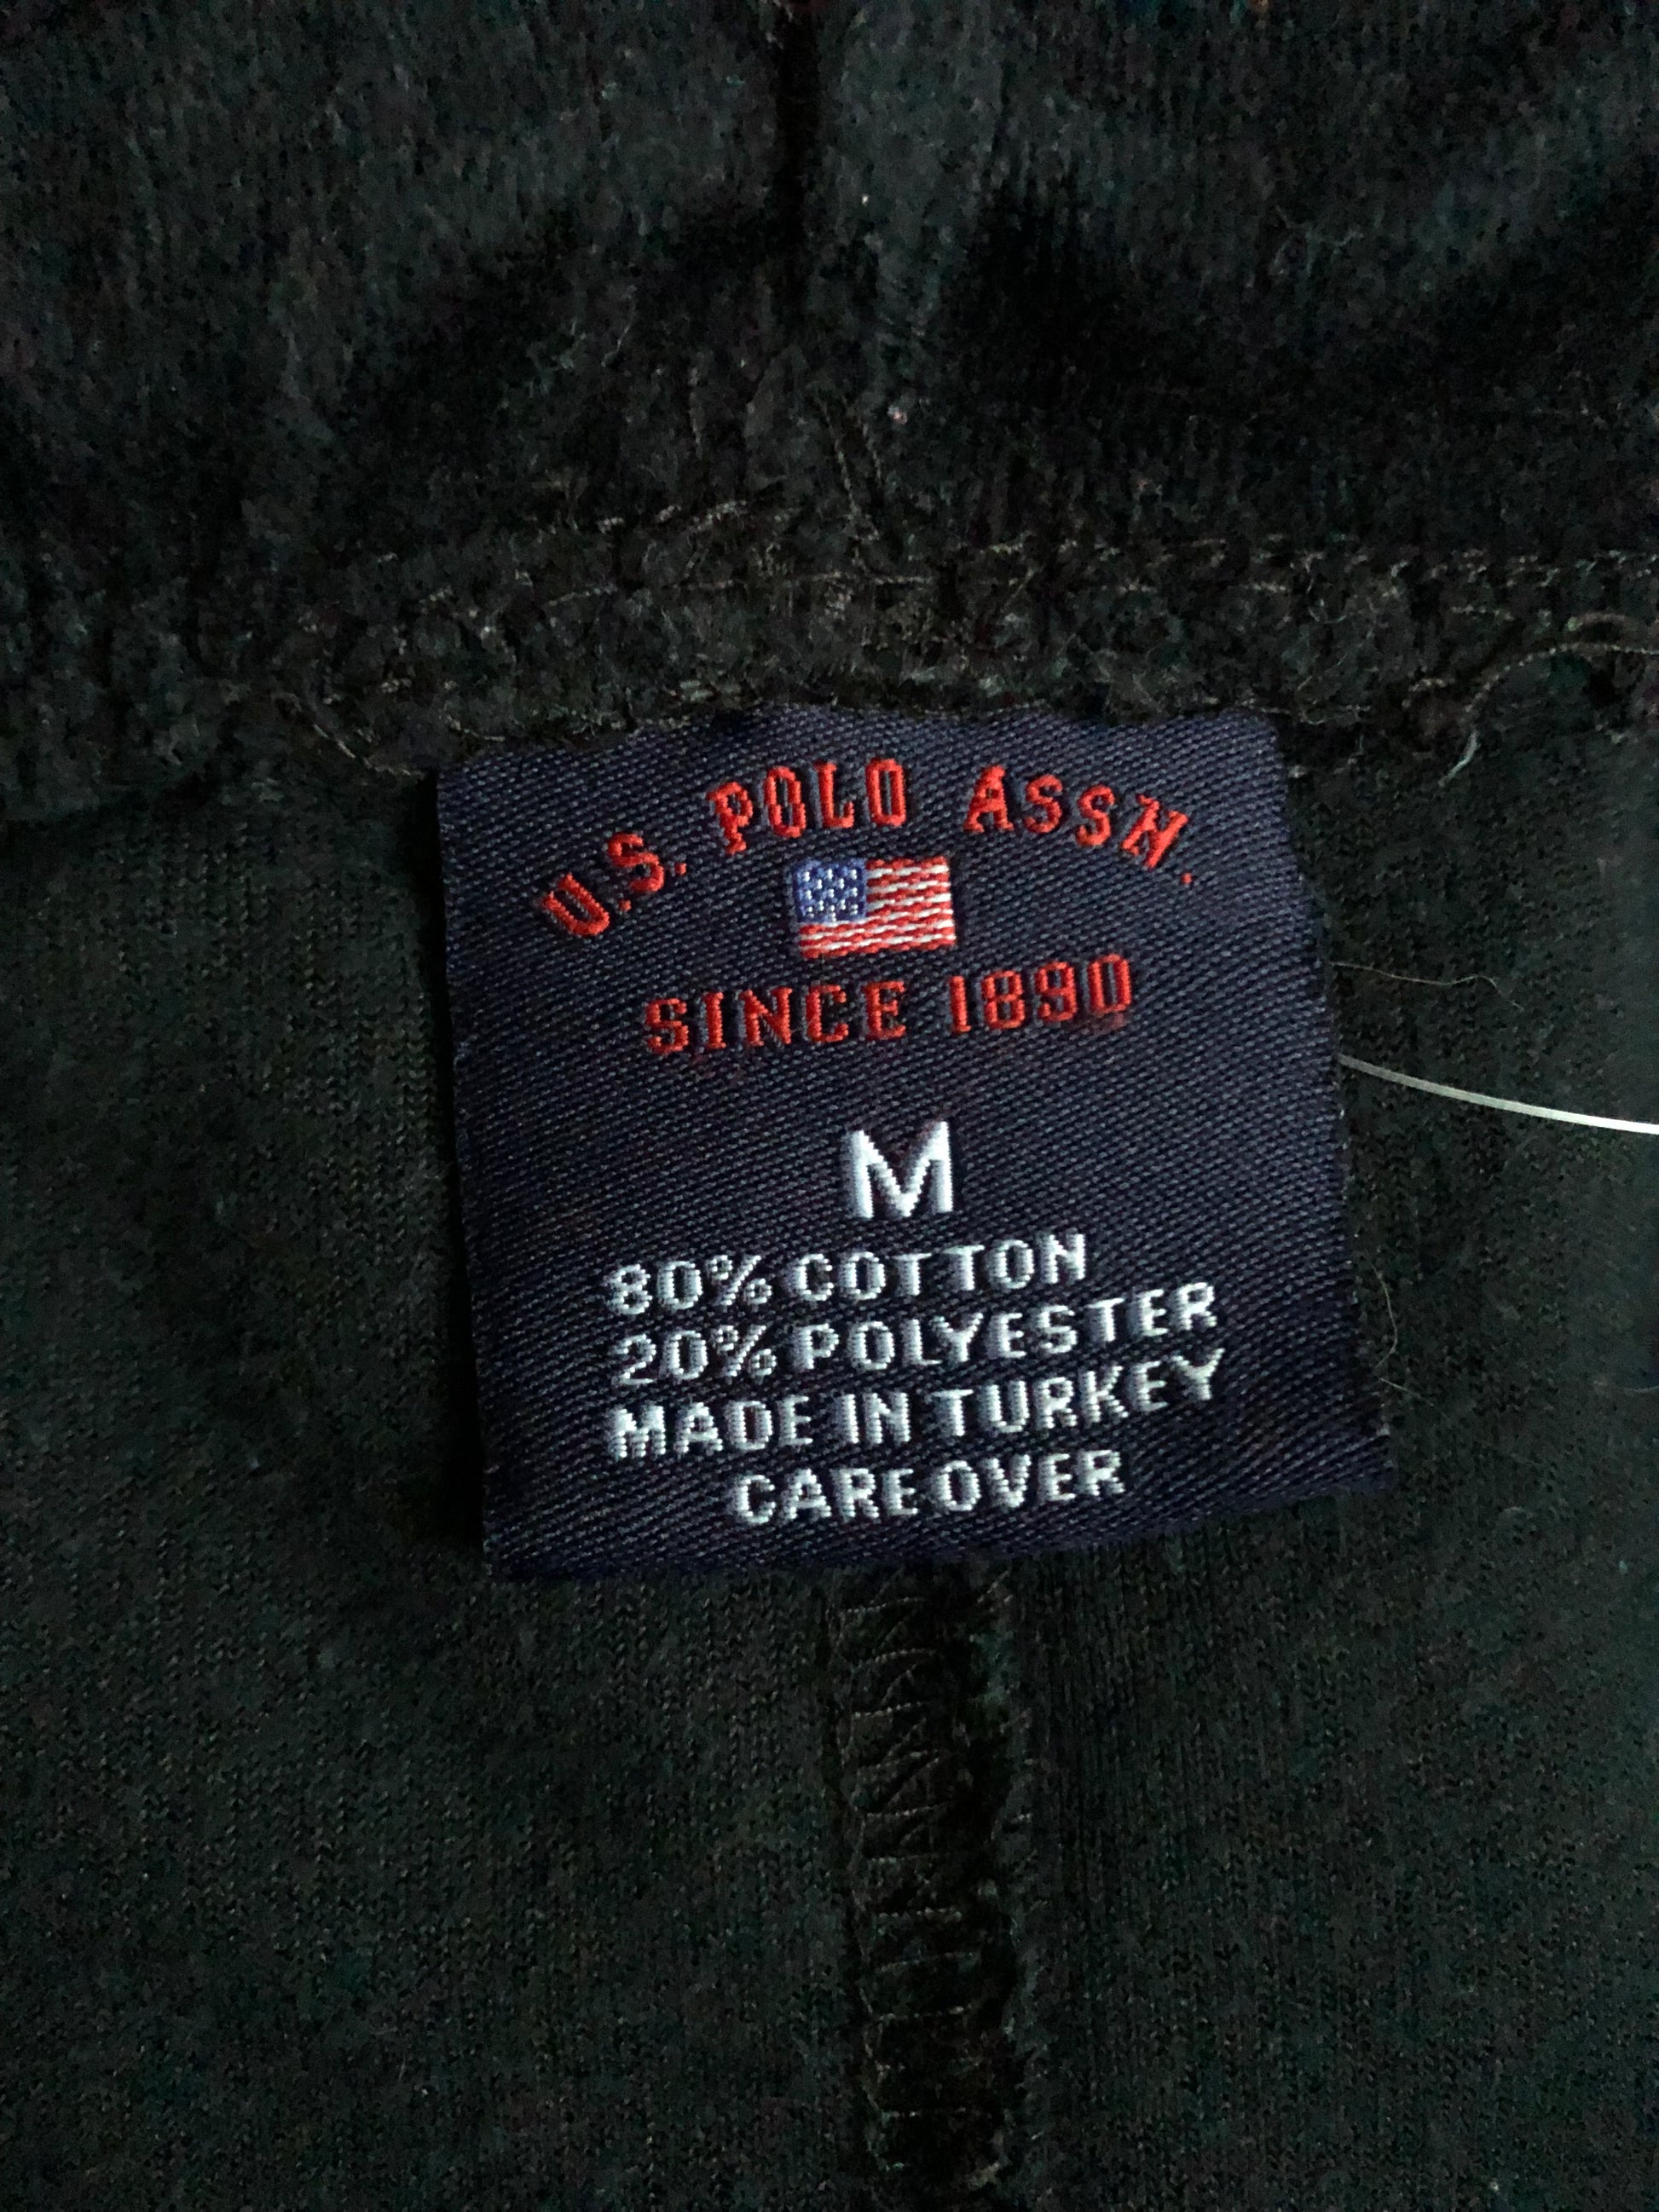 U.S. POLO ASSN.
SINCE 1890
M
80% COTTON
20% POLYESTER
MADE IN TURKEY
CARE OVER